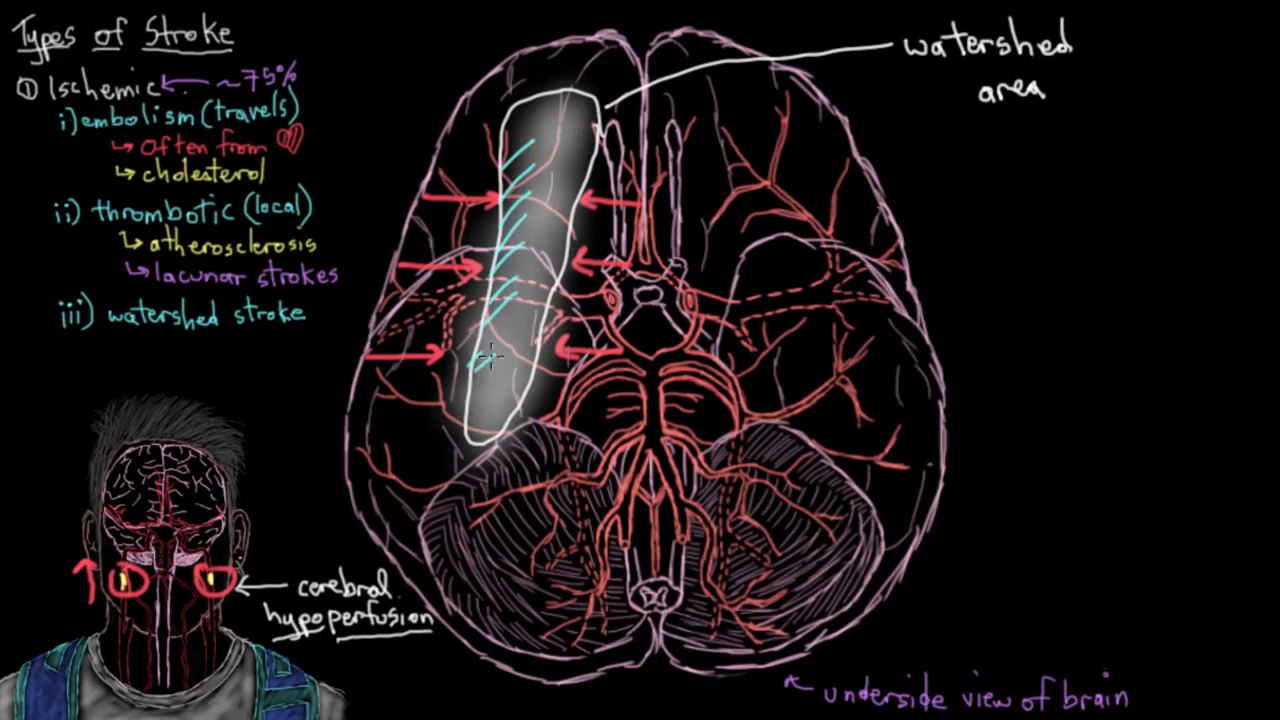 Types of Stroke
① Ischemic ← ~75%
i) embolism (travels)
↳ Often from
↳ cholesterol
ii) thrombotic (local)
↳ atherosclerosis
↳ lacunar strokes
iii) watershed stroke
watershed
area
cerebral
hypoperfusion
underside view of brain